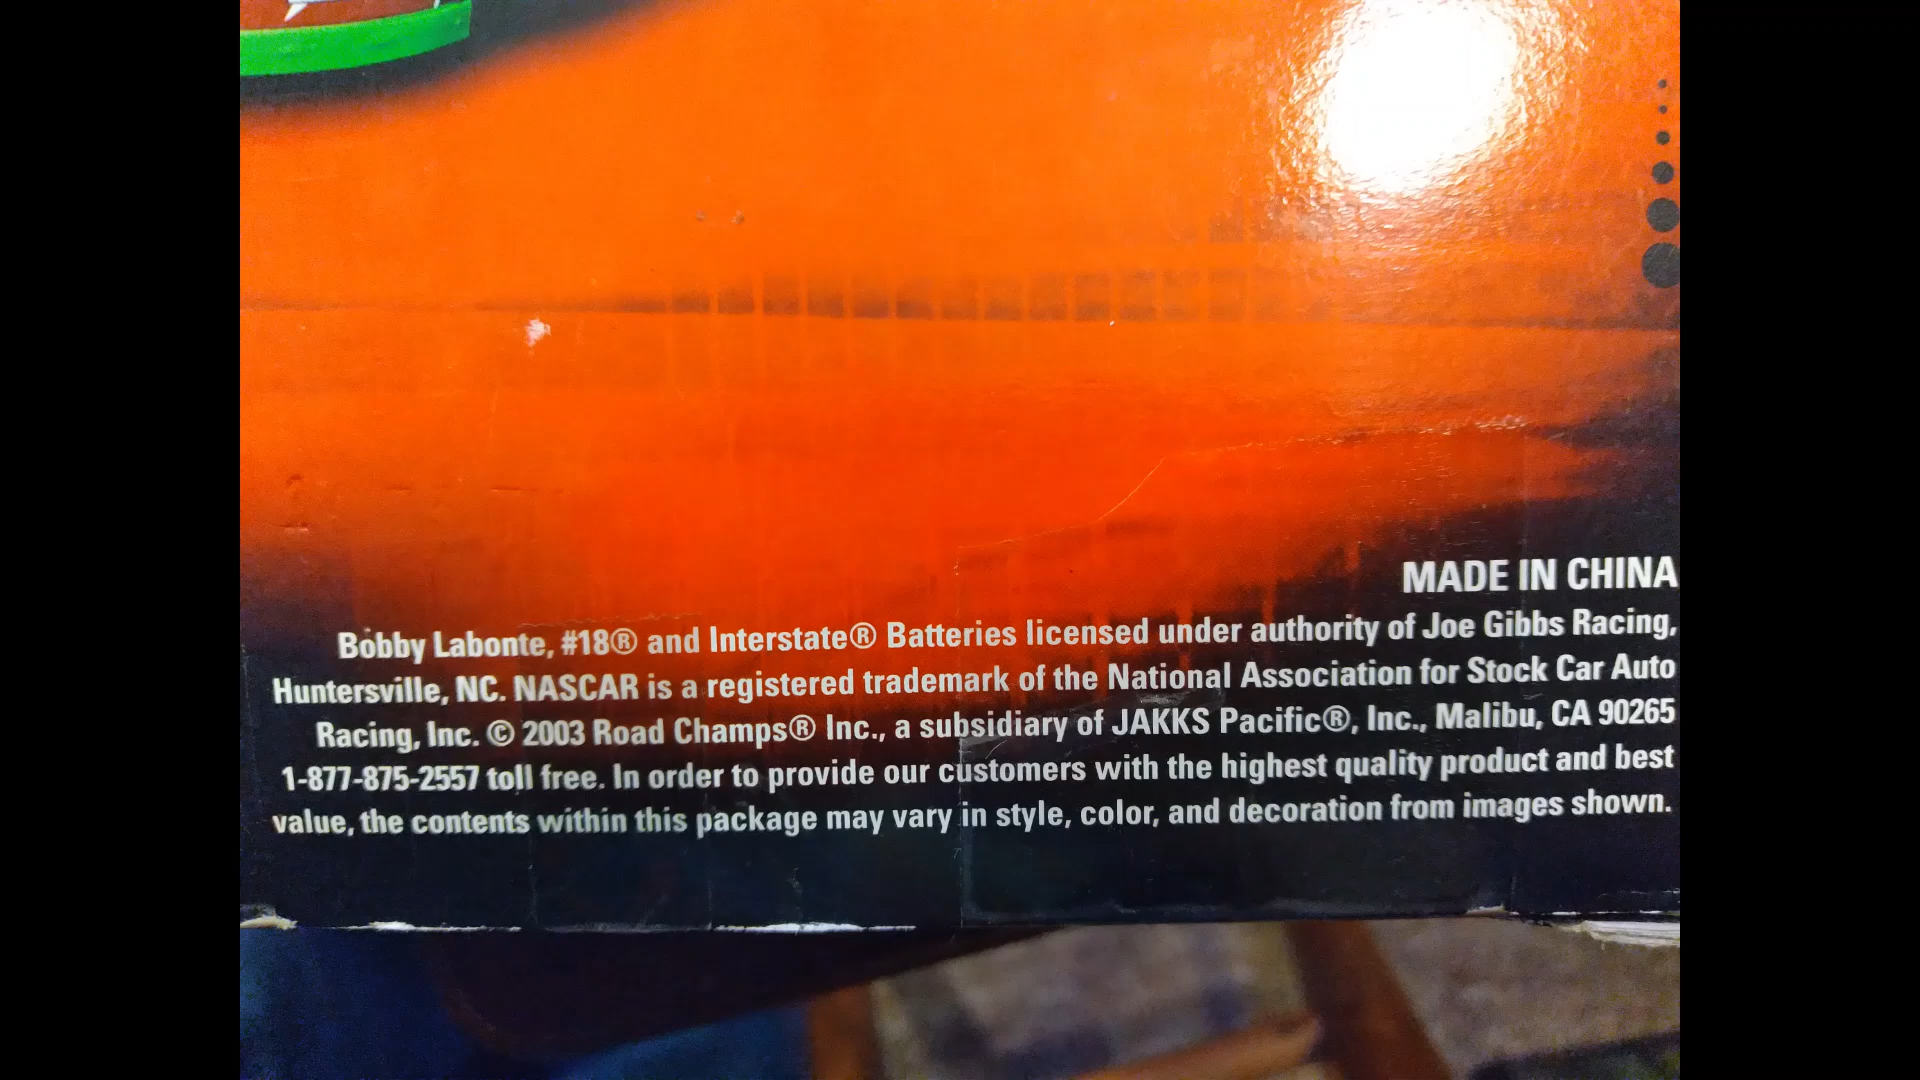 MADE IN CHINA
Bobby Labonte, #18® and Interstate® Batteries licensed under authority of Joe Gibbs Racing,
Huntersville, NC. NASCAR is a registered trademark of the National Association for Stock Car Auto
Racing, Inc. © 2003 Road Champs® Inc., a subsidiary of JAKKS Pacific®, Inc., Malibu, CA 90265
1-877-875-2557 toll free. In order to provide our customers with the highest quality product and best
value, the contents within this package may vary in style, color, and decoration from images shown.